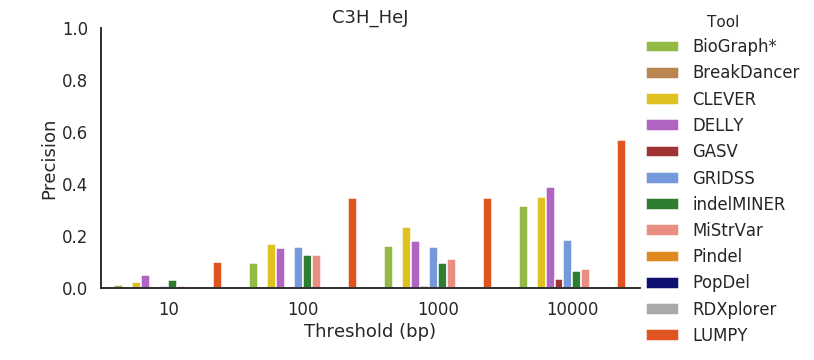 C3H_HeJ
1.0
0.8
0.6
0.4
0.2
0.0
Precision
10 100 1000 10000
Threshold (bp)
Tool
BioGraph*
BreakDancer
CLEVER
DELLY
GASV
GRIDSS
indelMINER
MiStrVar
Pindel
PopDel
RDXplorer
LUMPY